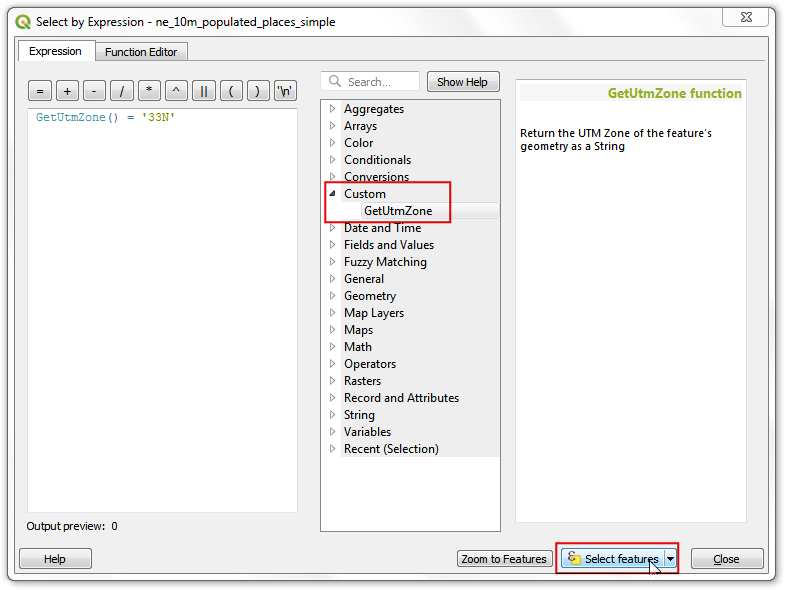 Select by Expression - ne_10m_populated_places_simple
Expression
Function Editor
= + - / * ^ || ( ) '\n'
GetUtmZone() = '33N'
Output preview: 0
Search...
Show Help
Aggregates
Arrays
Color
Conditionals
Conversions
Custom
GetUtmZone
Date and Time
Fields and Values
Fuzzy Matching
General
Geometry
Map Layers
Maps
Math
Operators
Rasters
Record and Attributes
String
Variables
Recent (Selection)
GetUtmZone function
Return the UTM Zone of the feature's
geometry as a String
Help
Zoom to Features
Select features
Close